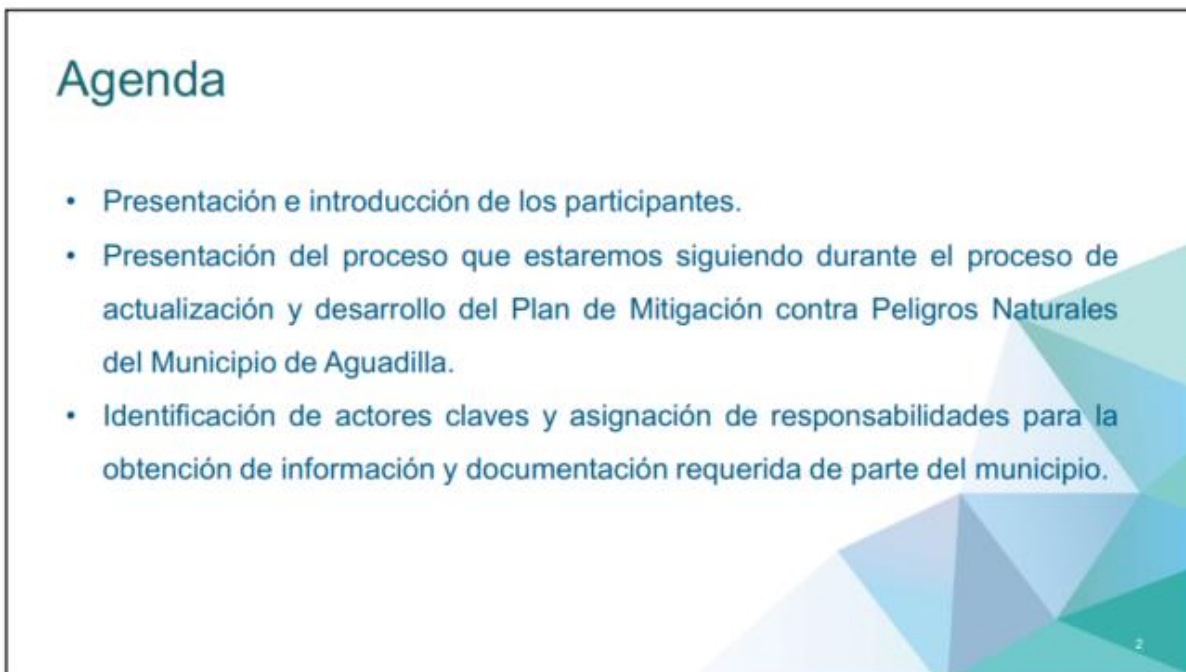 Agenda
• Presentación e introducción de los participantes.
• Presentación del proceso que estaremos siguiendo durante el proceso de
actualización y desarrollo del Plan de Mitigación contra Peligros Naturales
del Municipio de Aguadilla.
• Identificación de actores claves y asignación de responsabilidades para la
obtención de información y documentación requerida de parte del municipio.
2